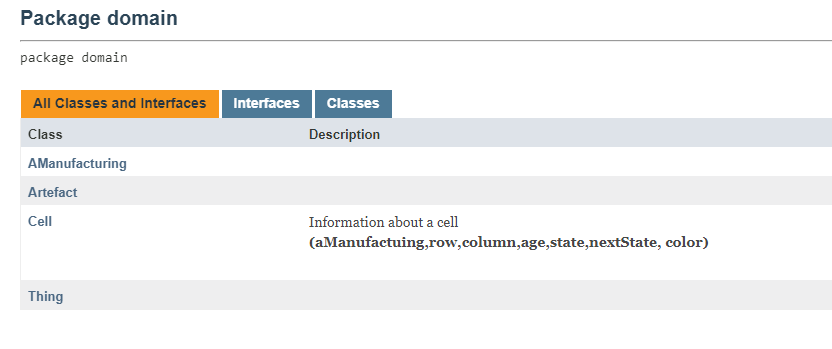 Package domain
package domain
All Classes and Interfaces Interfaces Classes
Class Description
AManufacturing
Artefact
Cell Information about a cell
(aManufactuing,row,column,age,state,nextState, color)
Thing